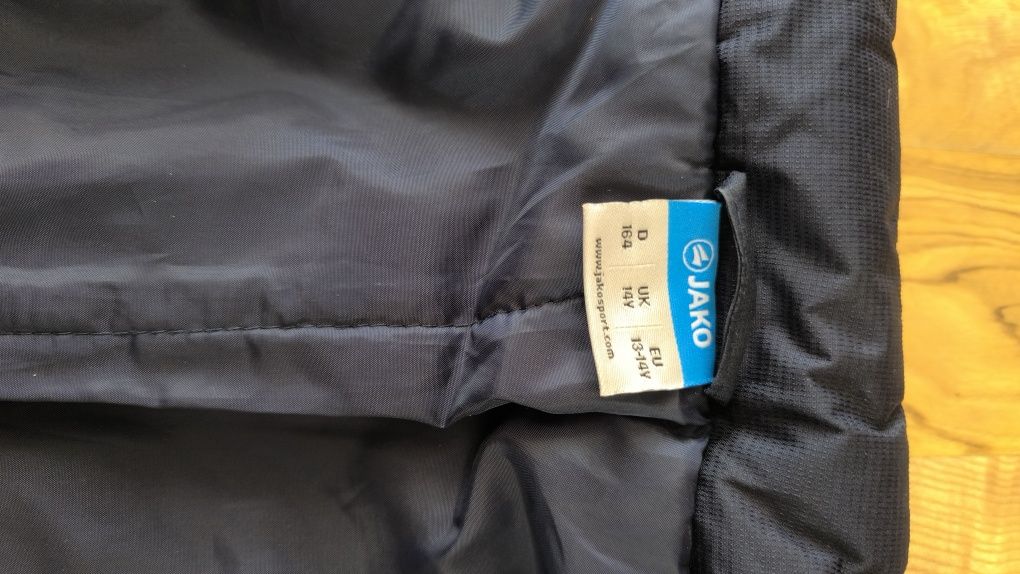 JAKO
D UK EU
164 14Y 13-14Y
www.jakosport.com